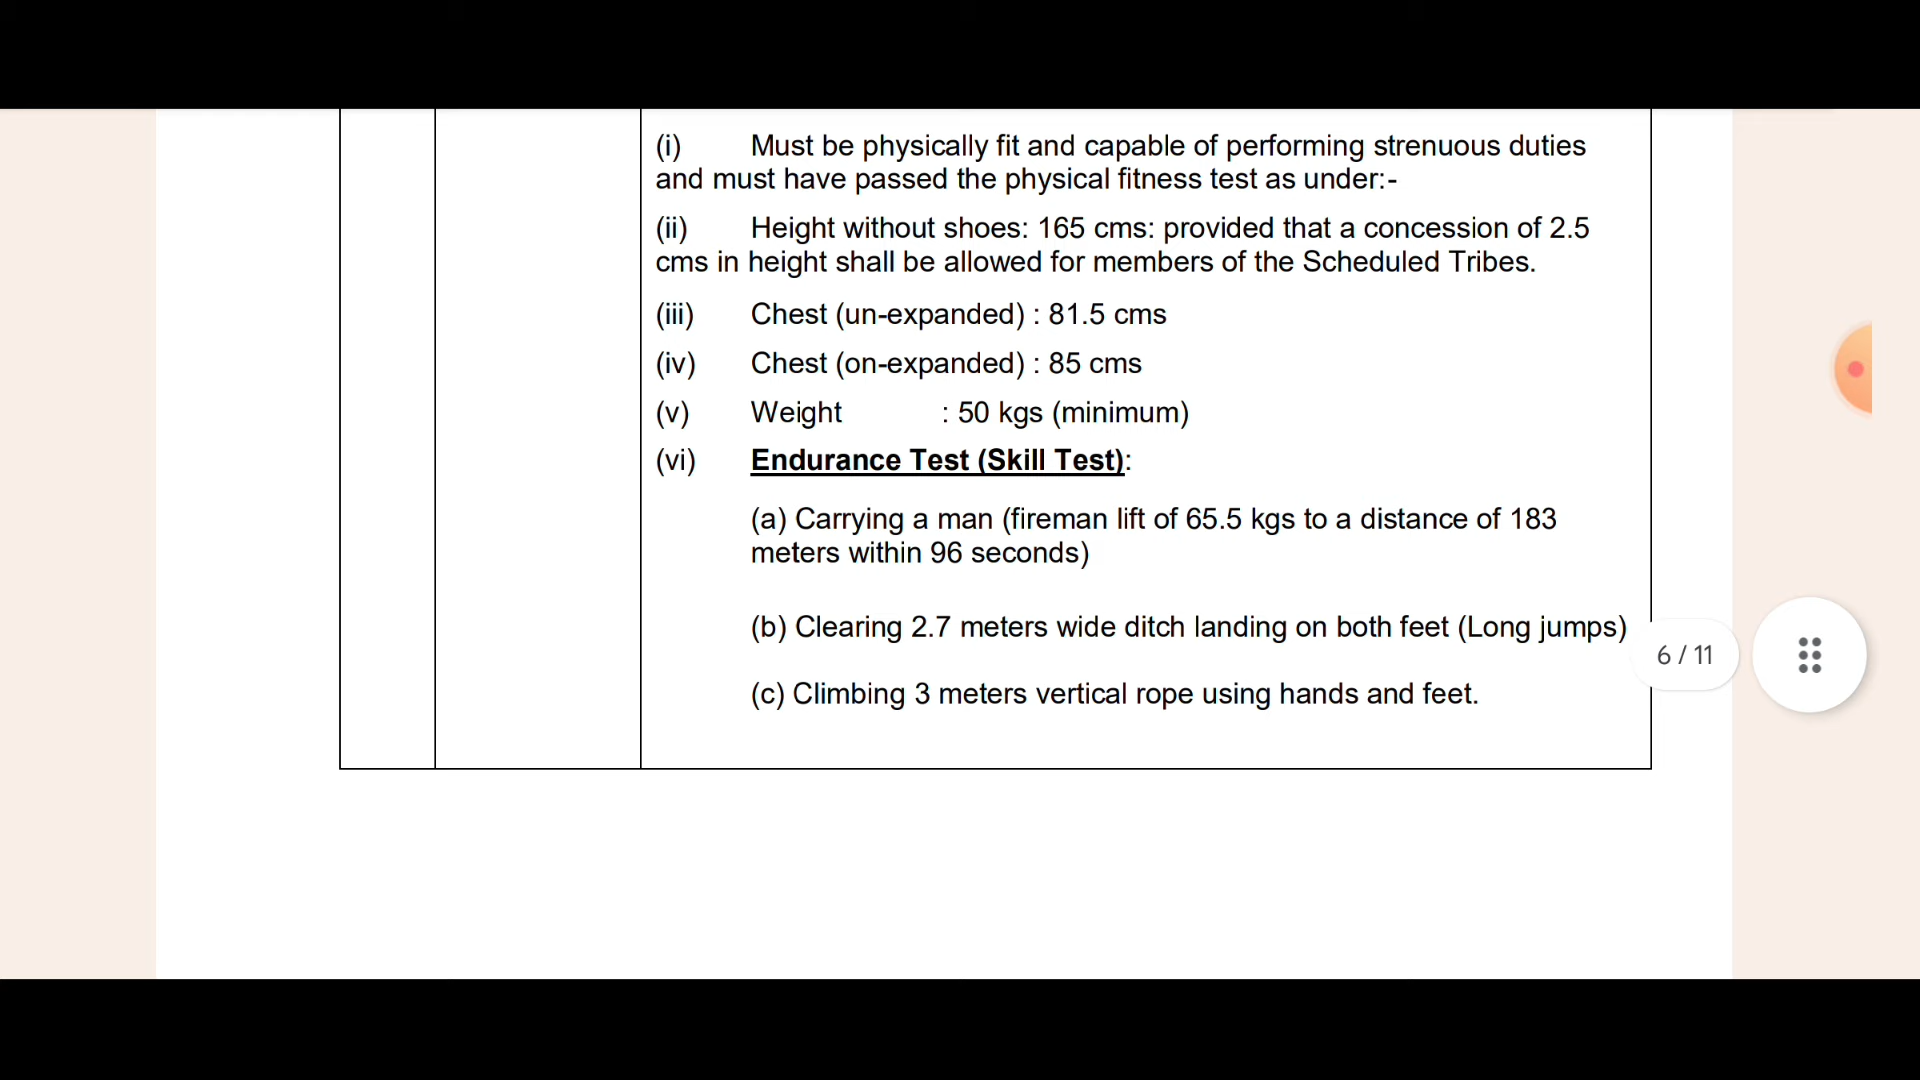 (i) Must be physically fit and capable of performing strenuous duties
and must have passed the physical fitness test as under:-
(ii) Height without shoes: 165 cms: provided that a concession of 2.5
cms in height shall be allowed for members of the Scheduled Tribes.
(iii) Chest (un-expanded) : 81.5 cms
(iv) Chest (on-expanded) : 85 cms
(v) Weight : 50 kgs (minimum)
(vi) Endurance Test (Skill Test):
(a) Carrying a man (fireman lift of 65.5 kgs to a distance of 183
meters within 96 seconds)
(b) Clearing 2.7 meters wide ditch landing on both feet (Long jumps)
6 / 11
(c) Climbing 3 meters vertical rope using hands and feet.